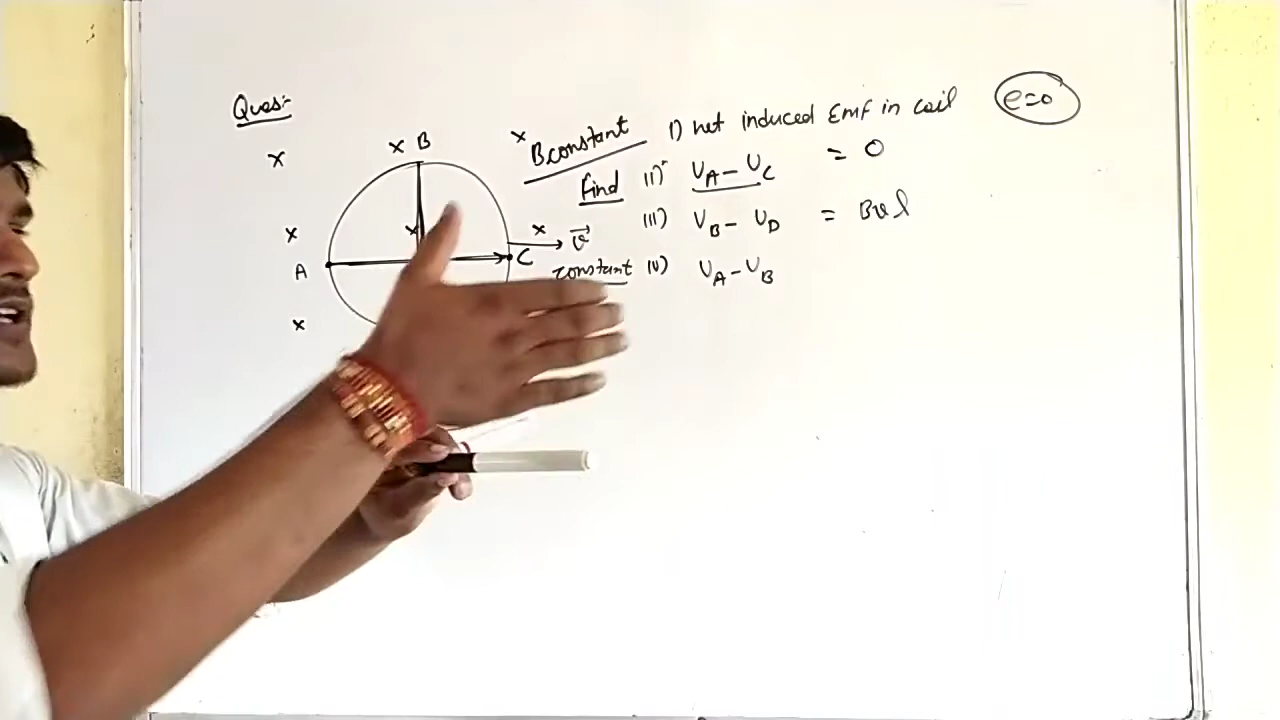 Ques:-
x x B x B constant 1) net induced Emf in coil e=0
find (ii) VA - VC = 0
x x x v⃗ (iii) VB - VD = Bvl
A C constant iv) VA - VB
x